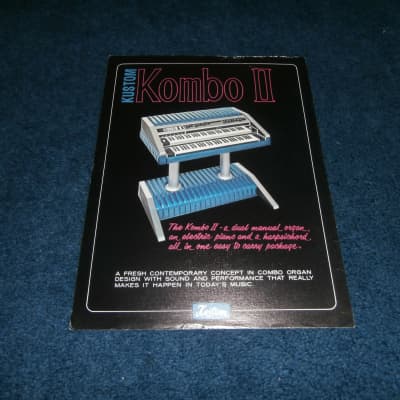 KUSTOM
Kombo II
The Kombo II - a dual manual organ,
an electric piano and a harpsichord,
all in one easy to carry package.
A FRESH CONTEMPORARY CONCEPT IN COMBO ORGAN
DESIGN WITH SOUND AND PERFORMANCE THAT REALLY
MAKES IT HAPPEN IN TODAY'S MUSIC.
Kustom